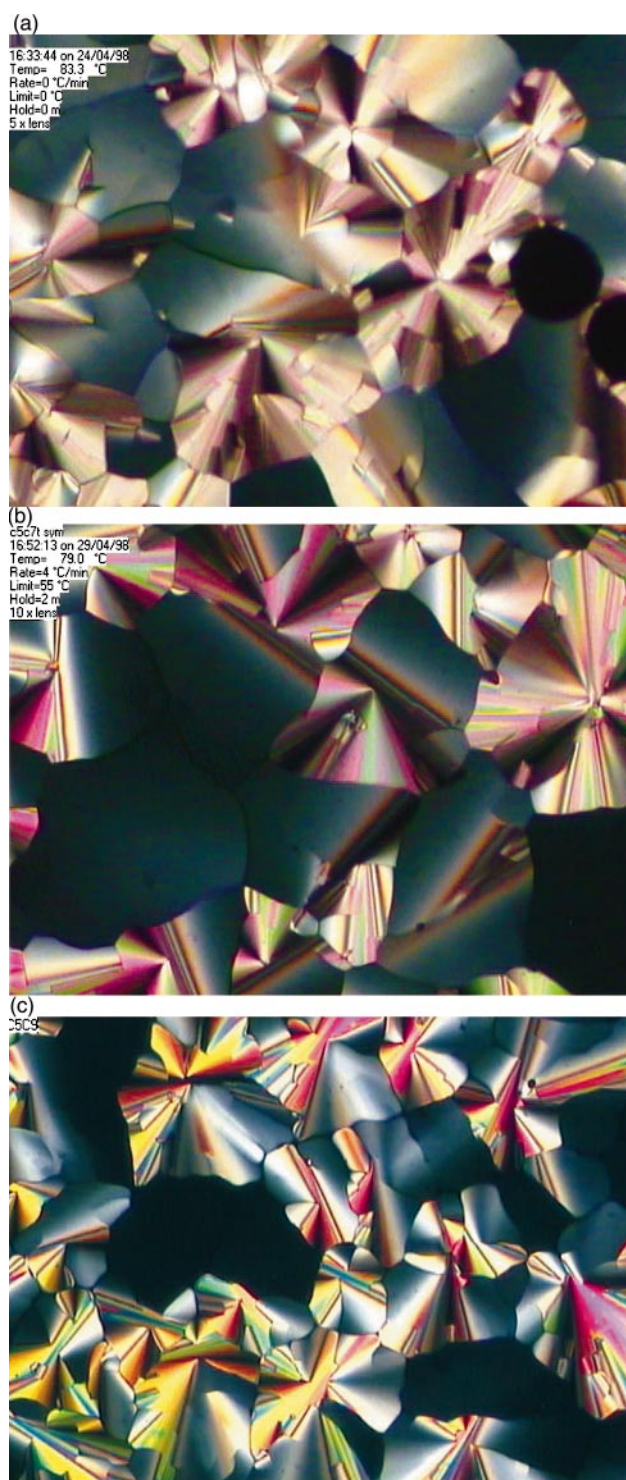 (a)
16:33:44 on 24/04/98
Temp= 83.3 °C
Rate=0 °C/min
Limit=0 °C
Hold=0 m
5 x lens
(b)
c5c7t sym
16:52:13 on 29/04/98
Temp= 79.0 °C
Rate=4 °C/min
Limit=55 °C
Hold=2 m
10 x lens
(c)
C5C9